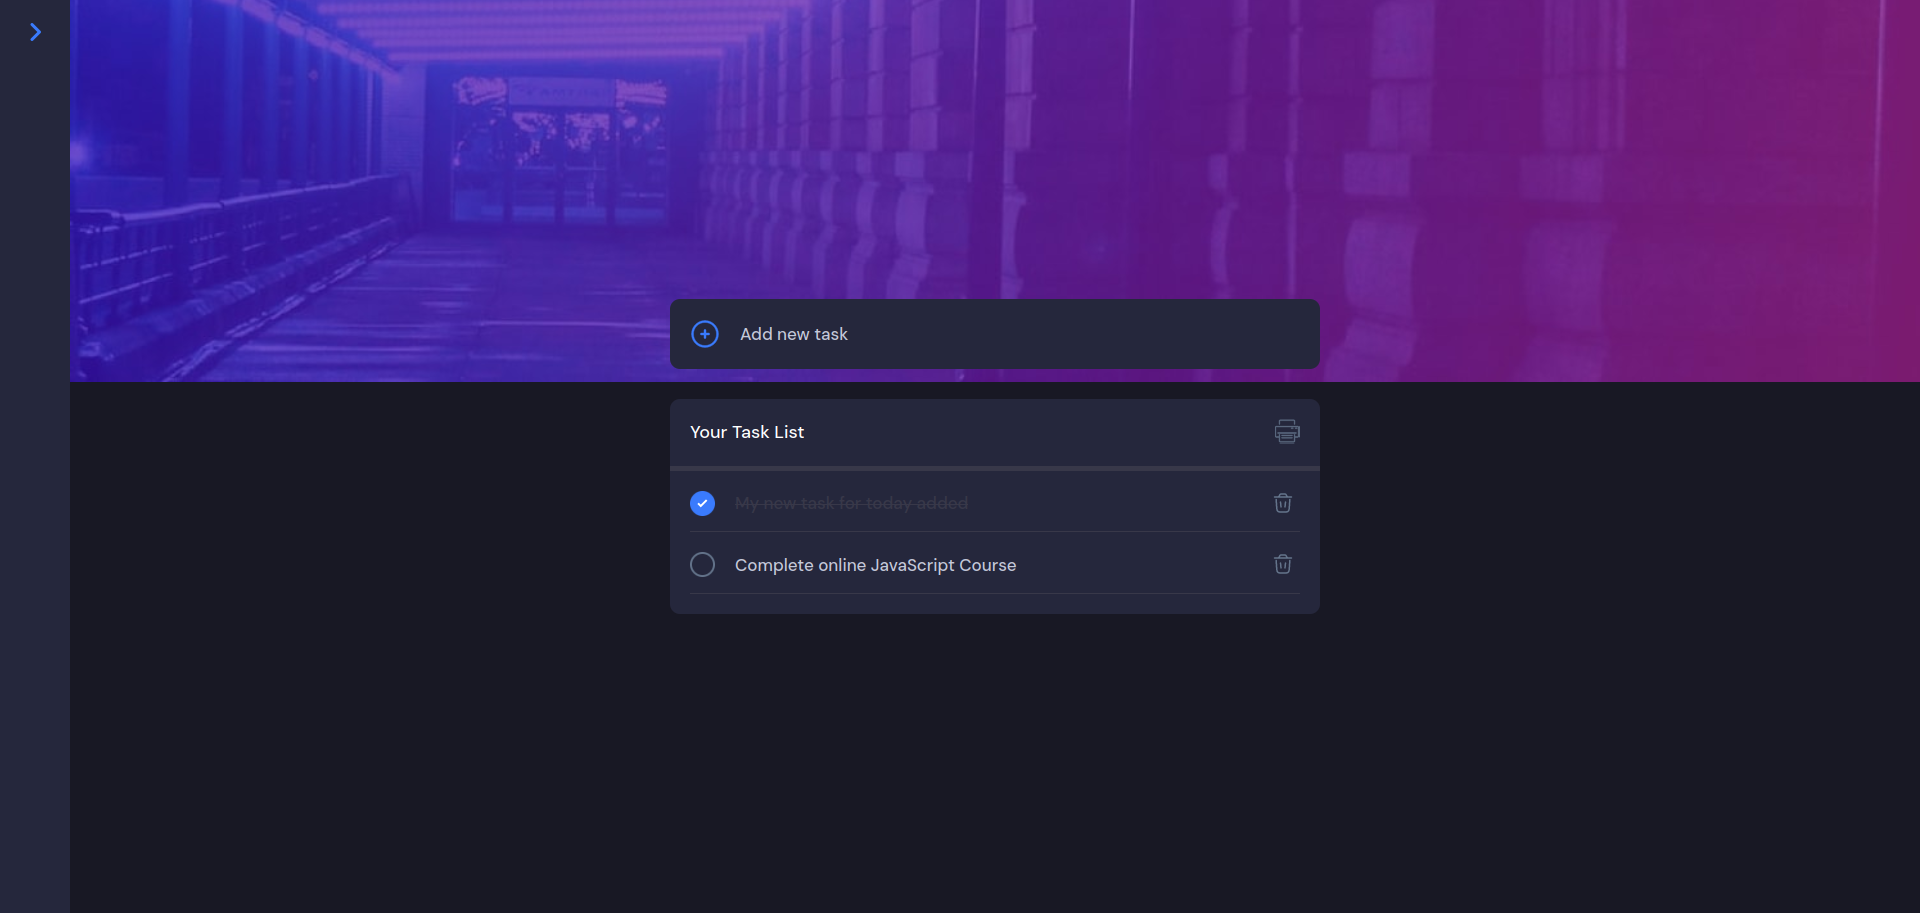 Add new task
Your Task List
My new task for today added
Complete online JavaScript Course